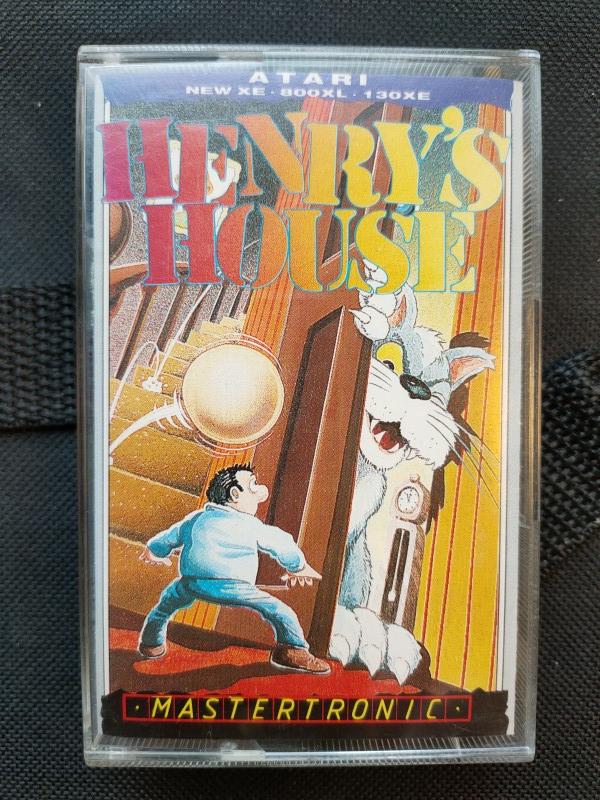 ATARI
NEW XE · 800XL · 130XE
HENRY'S
HOUSE
· MASTERTRONIC ·